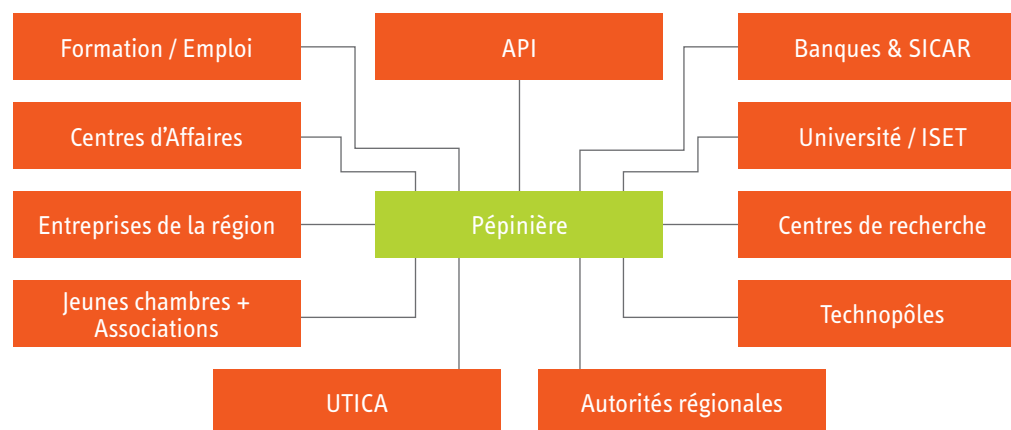 Formation / Emploi
API
Banques & SICAR
Centres d'Affaires
Université / ISET
Entreprises de la région
Pépinière
Centres de recherche
Jeunes chambres +
Associations
Technopôles
UTICA
Autorités régionales